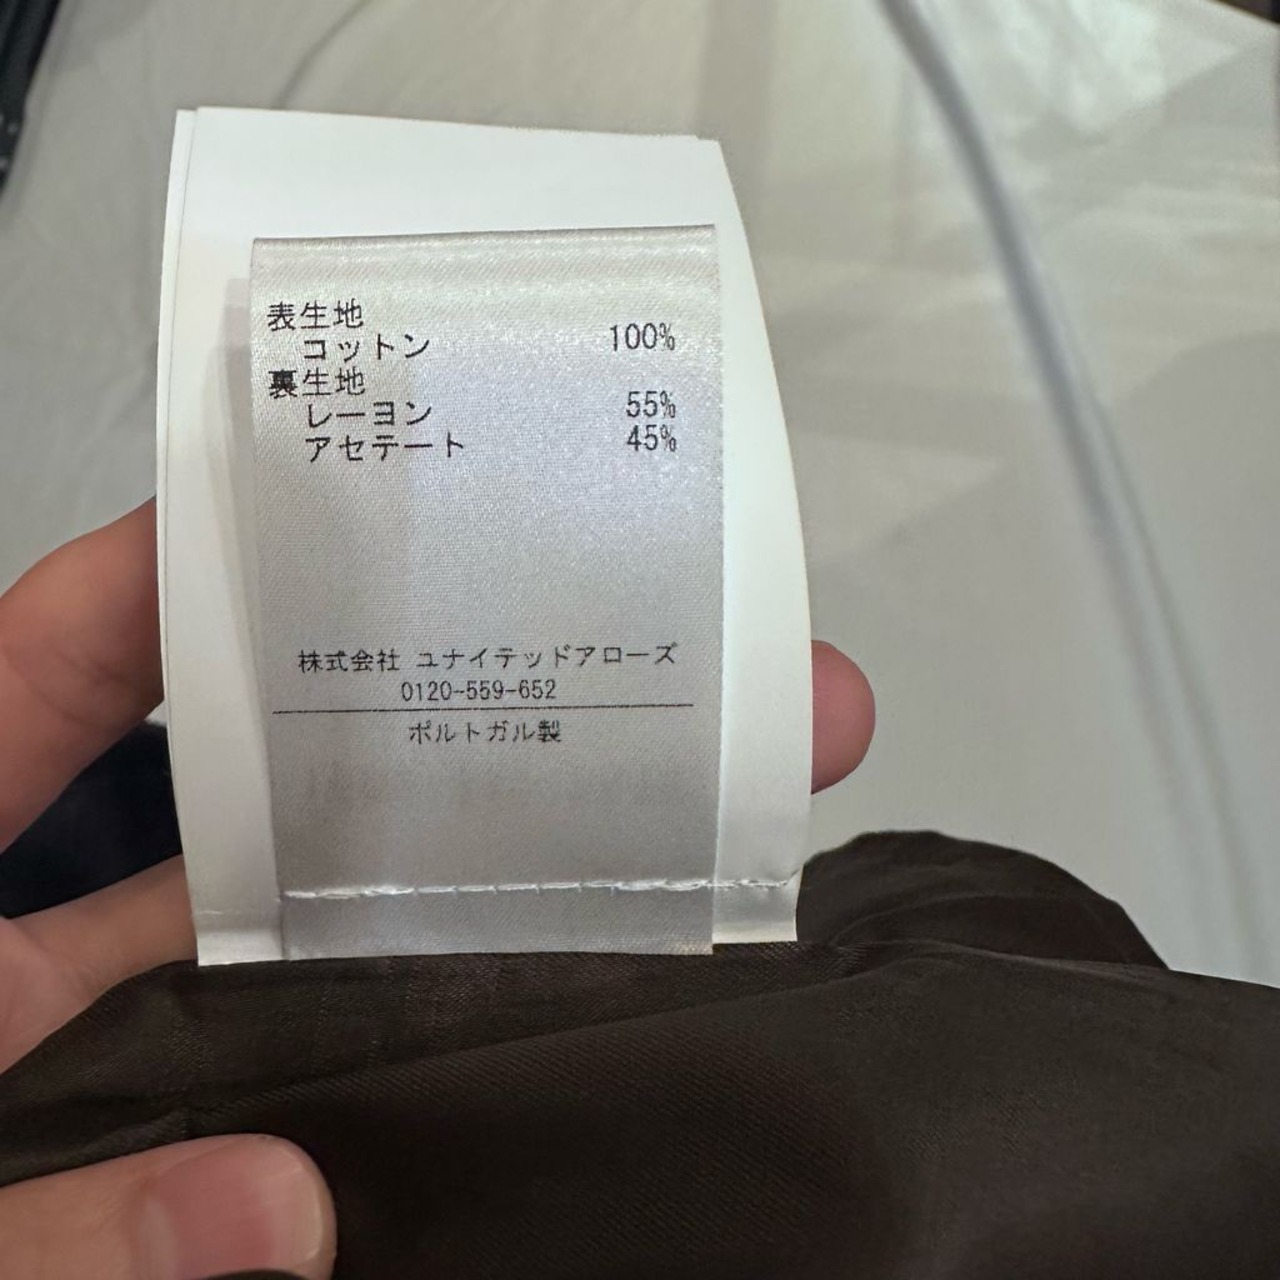 表生地
コットン 100%
裏生地
レーヨン 55%
アセテート 45%
株式会社 ユナイテッドアローズ
0120-559-652
ポルトガル製